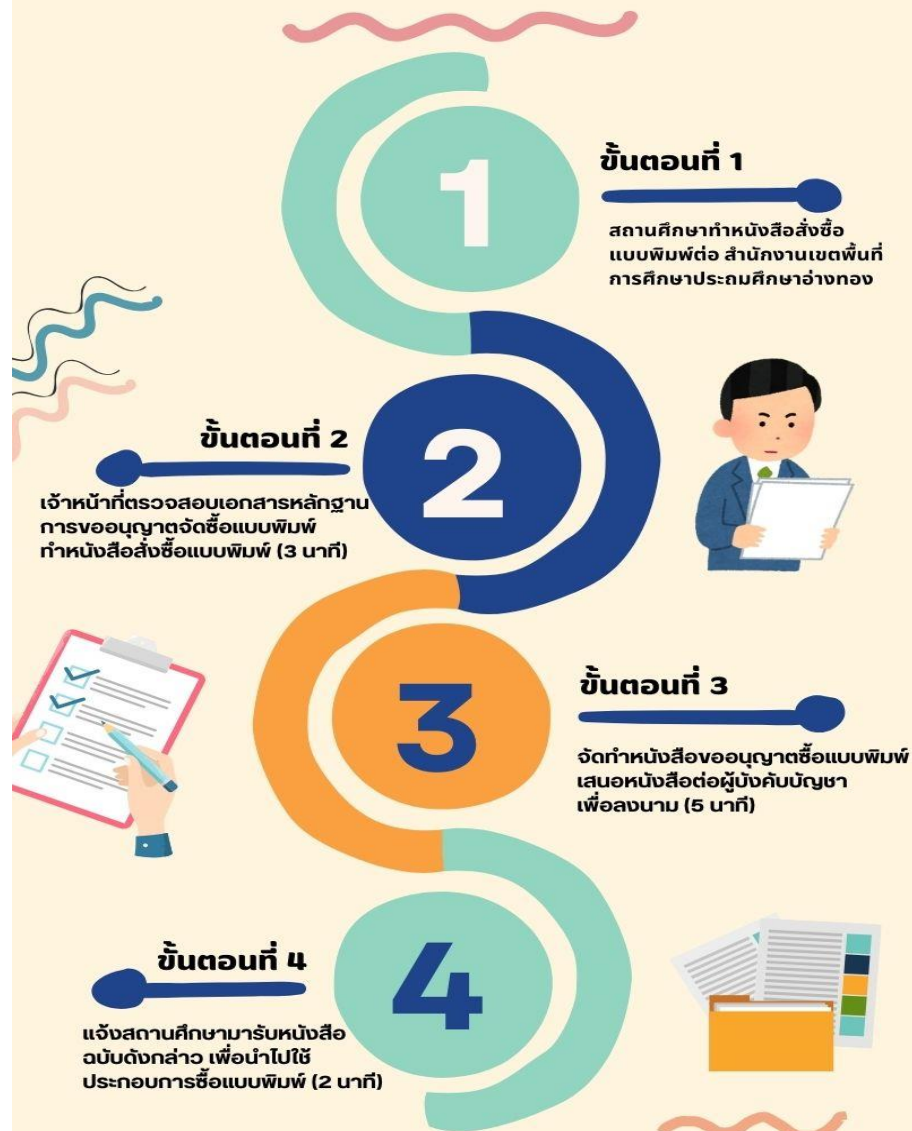 1
ขั้นตอนที่ 1
สถานศึกษาทำหนังสือสั่งซื้อ
แบบพิมพ์ต่อ สำนักงานเขตพื้นที่
การศึกษาประถมศึกษาอ่างทอง
2
ขั้นตอนที่ 2
เจ้าหน้าที่ตรวจสอบเอกสารหลักฐาน
การขออนุญาตจัดซื้อแบบพิมพ์
ทำหนังสือสั่งซื้อแบบพิมพ์ (3 นาที)
3
ขั้นตอนที่ 3
จัดทำหนังสือขออนุญาตซื้อแบบพิมพ์
เสนอหนังสือต่อผู้บังคับบัญชา
เพื่อลงนาม (5 นาที)
4
ขั้นตอนที่ 4
แจ้งสถานศึกษามารับหนังสือ
ฉบับดังกล่าว เพื่อนำไปใช้
ประกอบการซื้อแบบพิมพ์ (2 นาที)